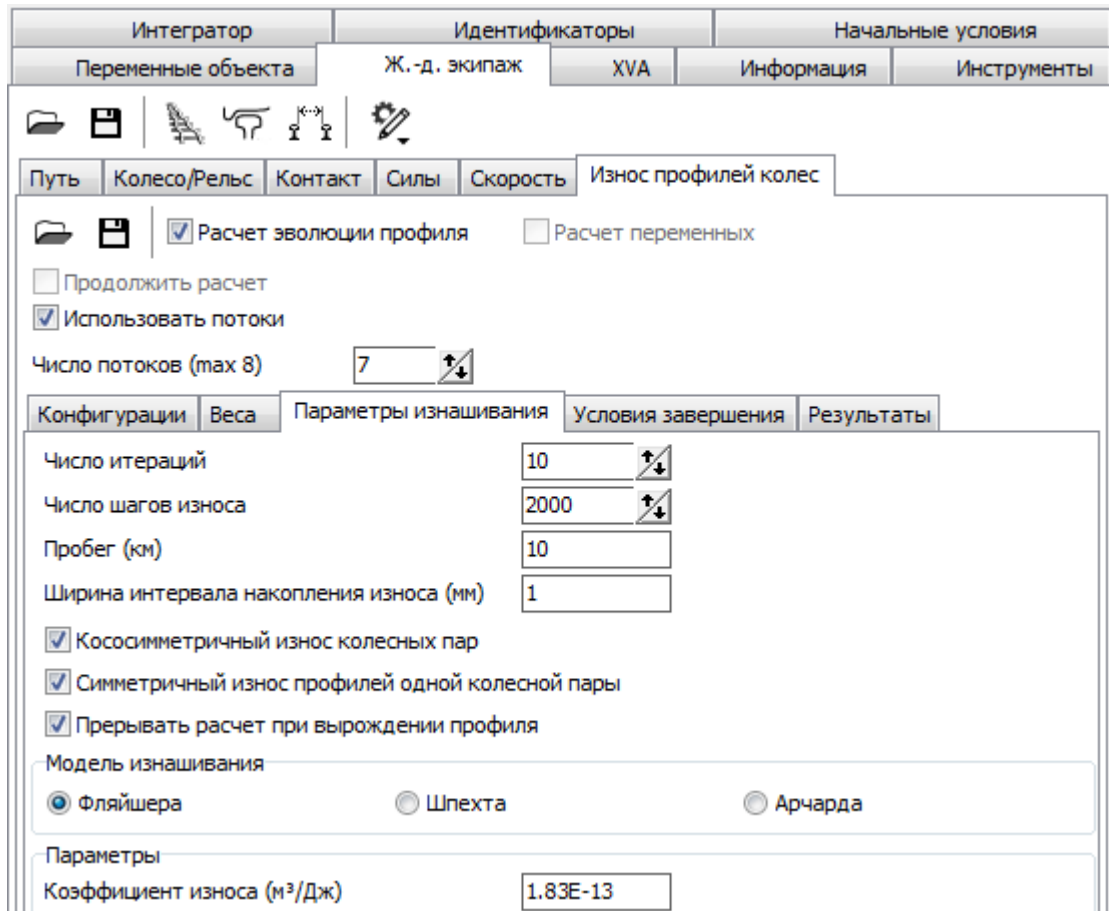 Интегратор Идентификаторы Начальные условия
Переменные объекта Ж.-д. экипаж XVA Информация Инструменты
Путь Колесо/Рельс Контакт Силы Скорость Износ профилей колес
Расчет эволюции профиля Расчет переменных
Продолжить расчет
Использовать потоки
Число потоков (max 8) 7
Конфигурации Веса Параметры изнашивания Условия завершения Результаты
Число итераций 10
Число шагов износа 2000
Пробег (км) 10
Ширина интервала накопления износа (мм) 1
Кососимметричный износ колесных пар
Симметричный износ профилей одной колесной пары
Прерывать расчет при вырождении профиля
Модель изнашивания
Фляйшера Шпехта Арчарда
Параметры
Коэффициент износа (м³/Дж) 1.83E-13